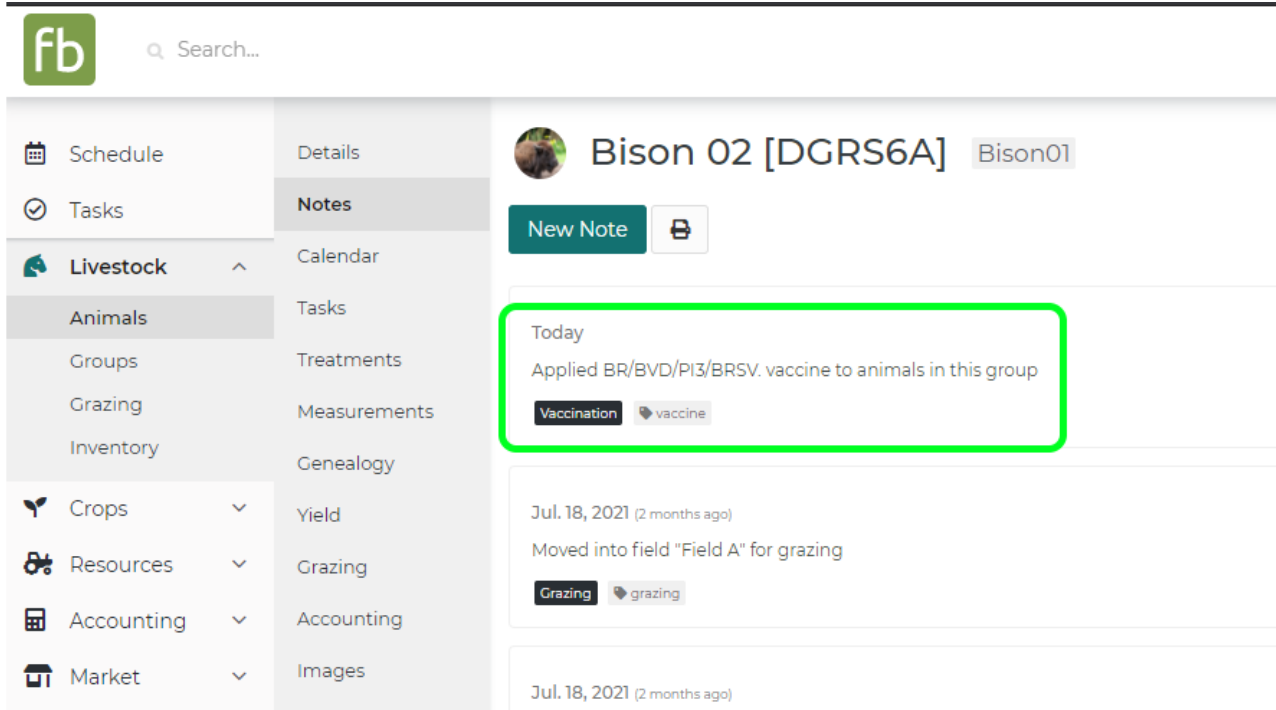 fb
Search...
Schedule
Tasks
Livestock
Animals
Groups
Grazing
Inventory
Crops
Resources
Accounting
Market
Details
Notes
Calendar
Tasks
Treatments
Measurements
Genealogy
Yield
Grazing
Accounting
Images
Bison 02 [DGRS6A] Bison01
New Note
Today
Applied BR/BVD/PI3/BRSV. vaccine to animals in this group
Vaccination vaccine
Jul. 18, 2021 (2 months ago)
Moved into field "Field A" for grazing
Grazing grazing
Jul. 18, 2021 (2 months ago)